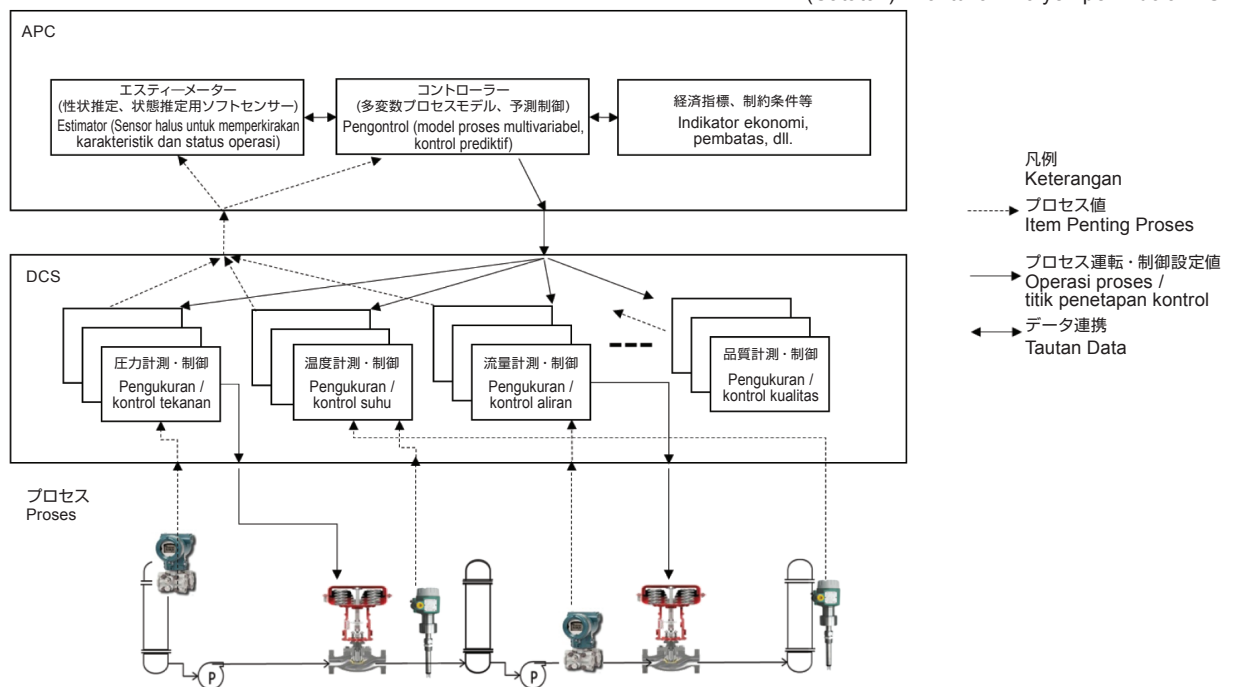 APC
エスティーメーター
(性状推定、状態推定用ソフトセンサー)
Estimator (Sensor halus untuk memperkirakan
karakteristik dan status operasi)
コントローラー
(多変数プロセスモデル、予測制御)
Pengontrol (model proses multivariabel,
kontrol prediktif)
経済指標、制約条件等
Indikator ekonomi,
pembatas, dll.
凡例
Keterangan
プロセス値
Item Penting Proses
プロセス運転・制御設定値
Operasi proses /
titik penetapan kontrol
データ連携
Tautan Data
DCS
圧力計測・制御
Pengukuran /
kontrol tekanan
温度計測・制御
Pengukuran /
kontrol suhu
流量計測・制御
Pengukuran /
kontrol aliran
品質計測・制御
Pengukuran /
kontrol kualitas
プロセス
Proses
P
P